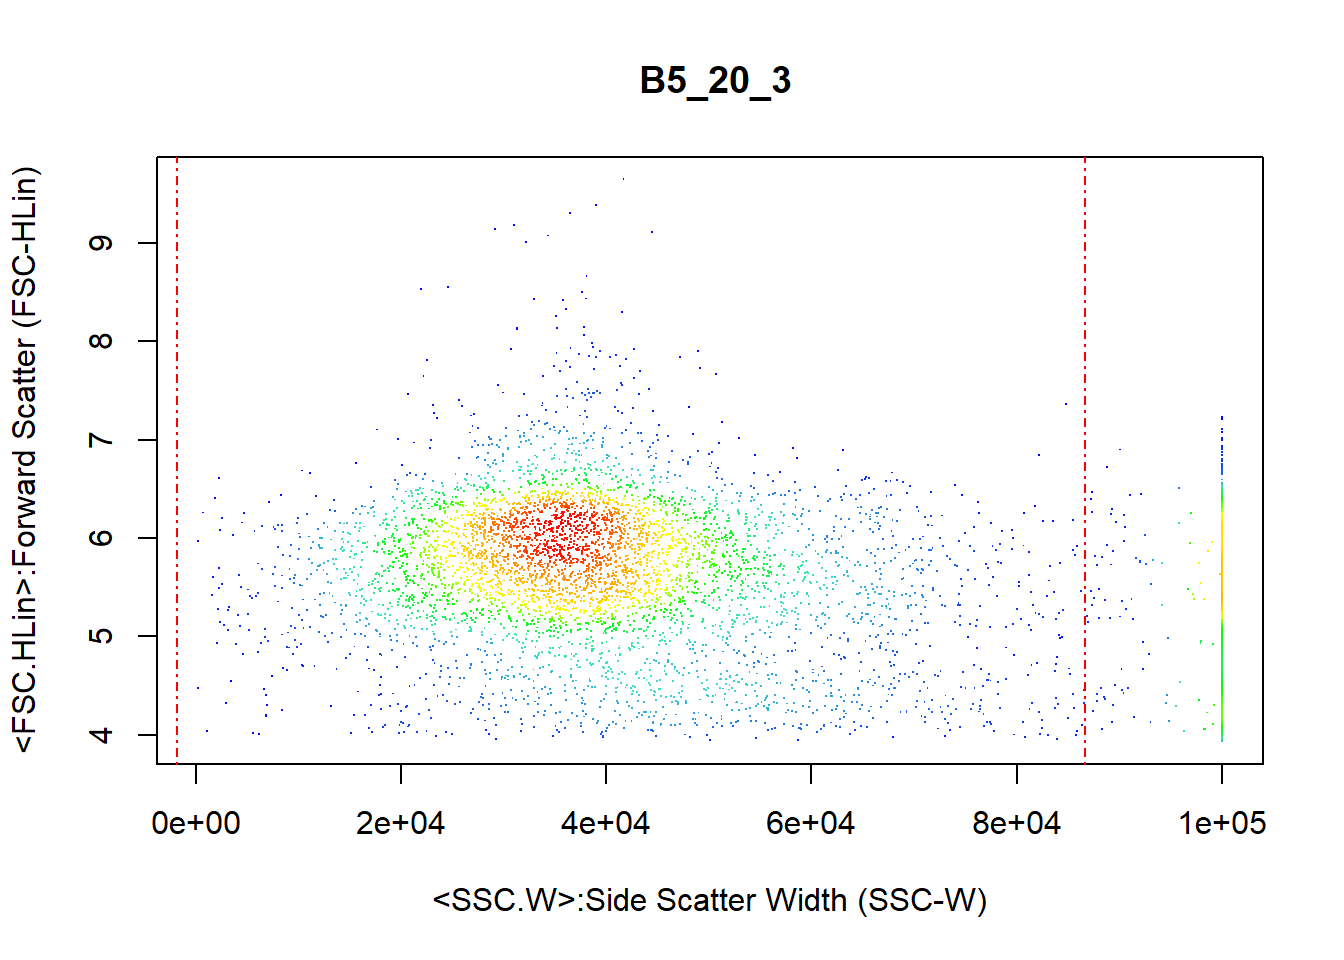 B5_20_3
<FSC.HLin>:Forward Scatter (FSC-HLin)
9
8
7
6
5
4
0e+00 2e+04 4e+04 6e+04 8e+04 1e+05
<SSC.W>:Side Scatter Width (SSC-W)